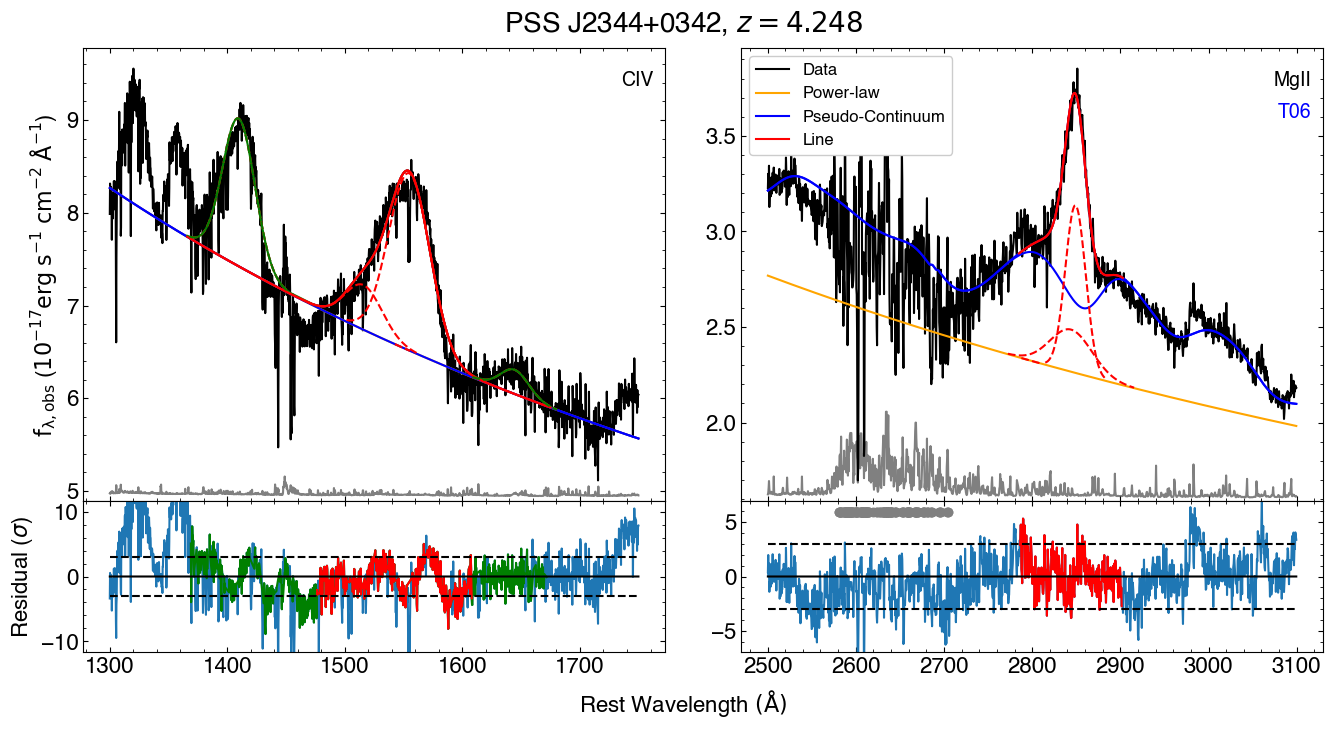 PSS J2344+0342, z = 4.248
CIV
MgII
T06
Data
Power-law
Pseudo-Continuum
Line
f_{λ, obs} (10^{−17}erg s^{−1} cm^{−2} Å^{−1})
9
8
7
6
5
3.5
3.0
2.5
2.0
Residual (σ)
10
0
−10
5
0
−5
1300 1400 1500 1600 1700
2500 2600 2700 2800 2900 3000 3100
Rest Wavelength (Å)